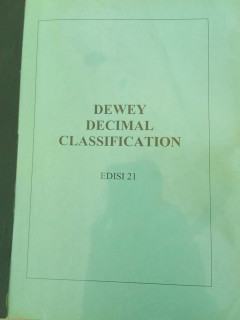 DEWEY
DECIMAL
CLASSIFICATION
EDISI 21